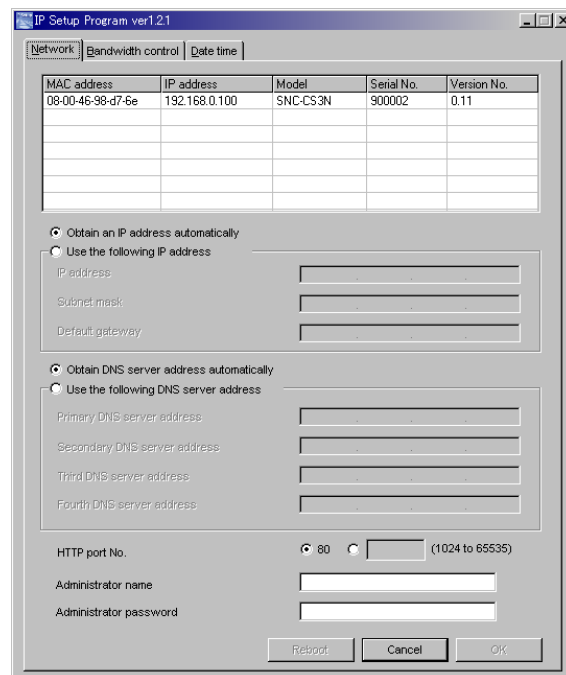 IP Setup Program ver1.2.1
Network Bandwidth control Date time
MAC address IP address Model Serial No. Version No.
08-00-46-98-d7-6e 192.168.0.100 SNC-CS3N 900002 0.11
Obtain an IP address automatically
Use the following IP address
IP address
Subnet mask
Default gateway
Obtain DNS server address automatically
Use the following DNS server address
Primary DNS server address
Secondary DNS server address
Third DNS server address
Fourth DNS server address
HTTP port No. 80 (1024 to 65535)
Administrator name
Administrator password
Reboot Cancel OK